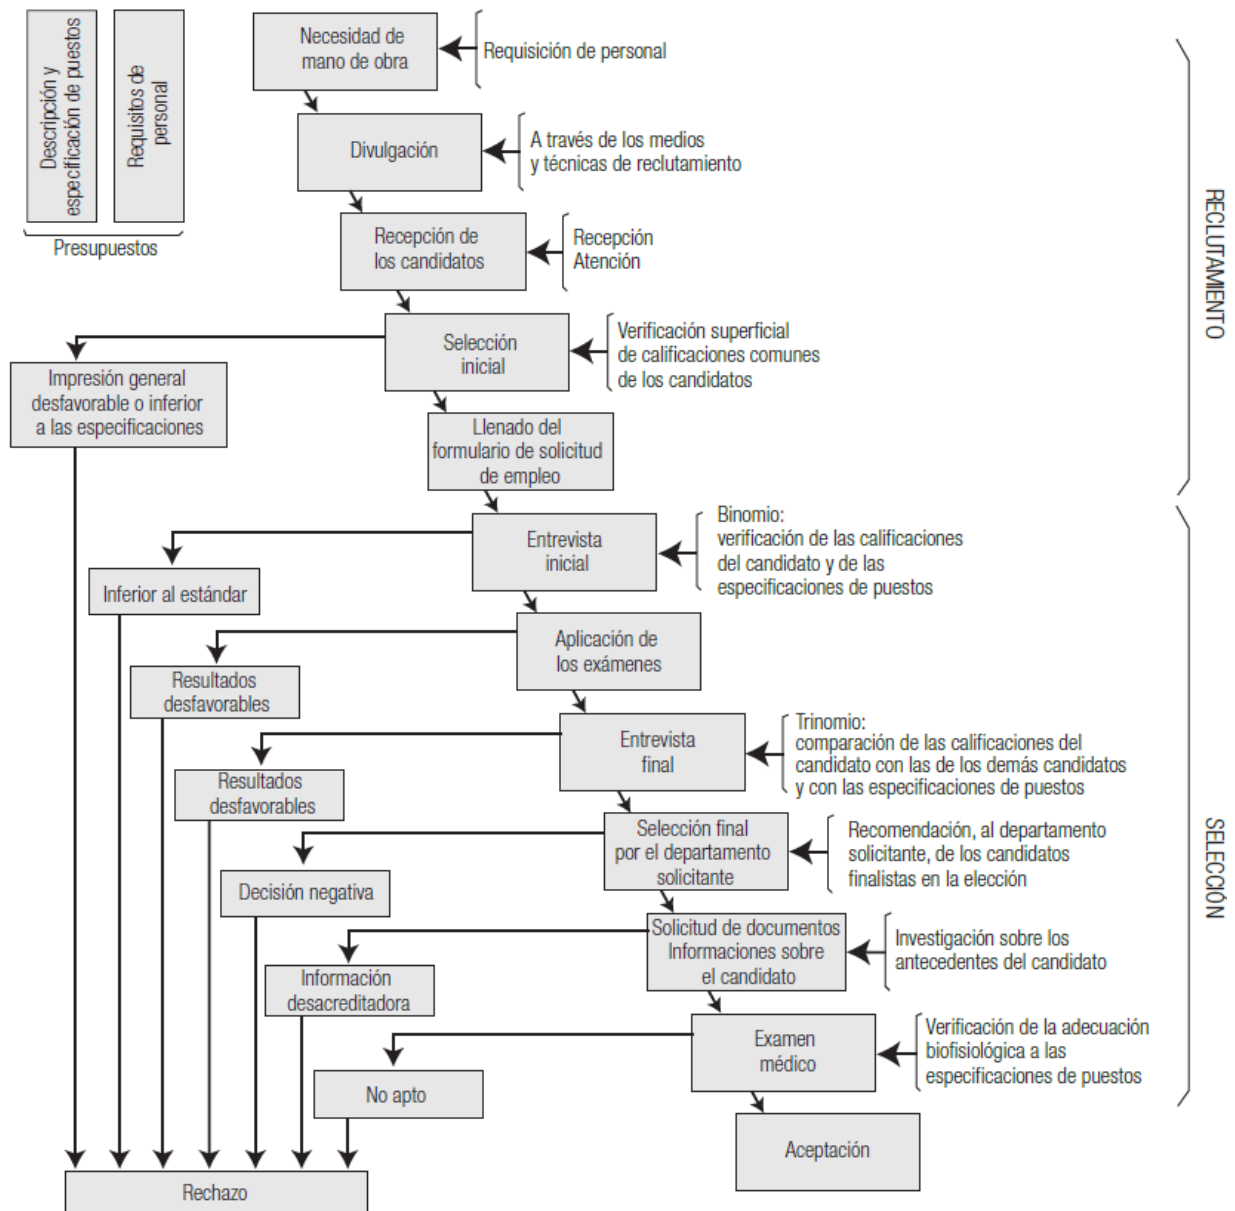 Descripción y
especificación de puestos
Requisitos de
personal
Presupuestos
Necesidad de
mano de obra
Requisición de personal
Divulgación
A través de los medios
y técnicas de reclutamiento
Recepción de
los candidatos
Recepción
Atención
Selección
inicial
Verificación superficial
de calificaciones comunes
de los candidatos
Impresión general
desfavorable o inferior
a las especificaciones
Llenado del
formulario de solicitud
de empleo
RECLUTAMIENTO
Entrevista
inicial
Binomio:
verificación de las calificaciones
del candidato y de las
especificaciones de puestos
Inferior al estándar
Aplicación de
los exámenes
Resultados
desfavorables
Entrevista
final
Trinomio:
comparación de las calificaciones del
candidato con las de los demás candidatos
y con las especificaciones de puestos
Resultados
desfavorables
Selección final
por el departamento
solicitante
Recomendación, al departamento
solicitante, de los candidatos
finalistas en la elección
Decisión negativa
Solicitud de documentos
Informaciones sobre
el candidato
Investigación sobre los
antecedentes del candidato
Información
desacreditadora
Examen
médico
Verificación de la adecuación
biofisiológica a las
especificaciones de puestos
No apto
SELECCIÓN
Aceptación
Rechazo